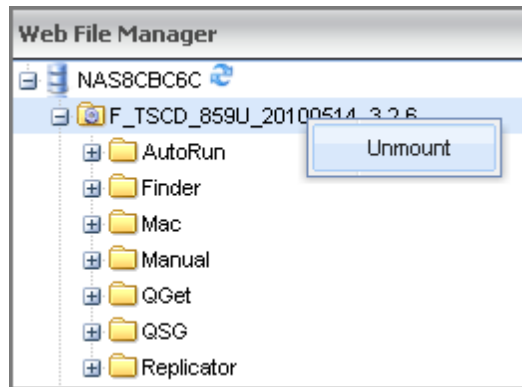 Web File Manager
NAS8CBC6C
F_TSCD_859U_20100514_3.2.6
Unmount
AutoRun
Finder
Mac
Manual
QGet
QSG
Replicator